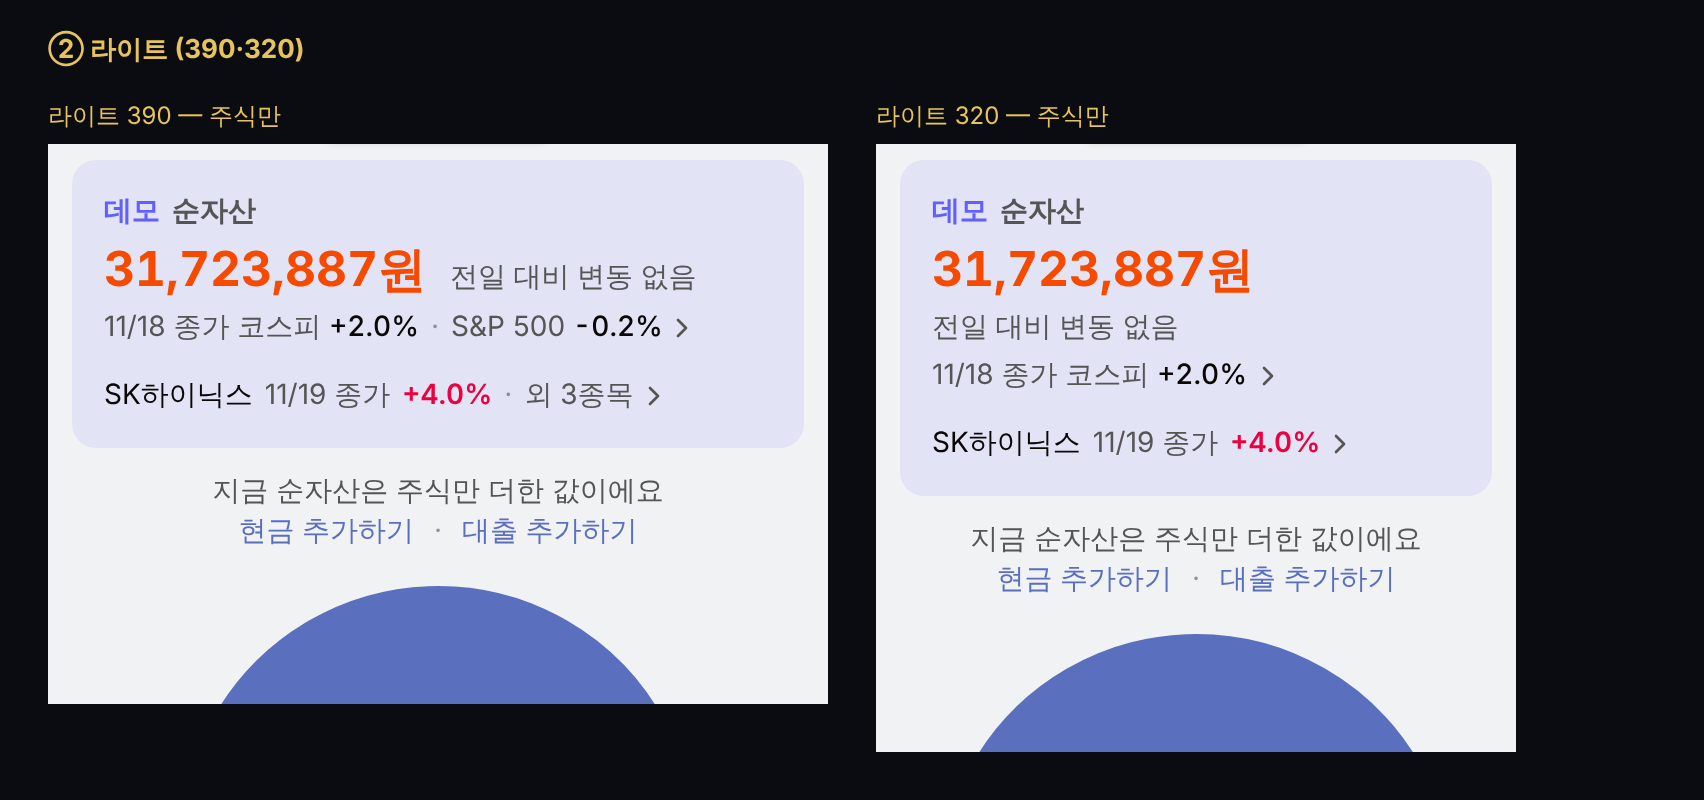 ② 라이트 (390·320)
라이트 390 — 주식만
데모 순자산
31,723,887원 전일 대비 변동 없음
11/18 종가 코스피 +2.0% · S&P 500 -0.2% >
SK하이닉스 11/19 종가 +4.0% · 외 3종목 >
지금 순자산은 주식만 더한 값이에요
현금 추가하기 · 대출 추가하기
라이트 320 — 주식만
데모 순자산
31,723,887원
전일 대비 변동 없음
11/18 종가 코스피 +2.0% >
SK하이닉스 11/19 종가 +4.0% >
지금 순자산은 주식만 더한 값이에요
현금 추가하기 · 대출 추가하기